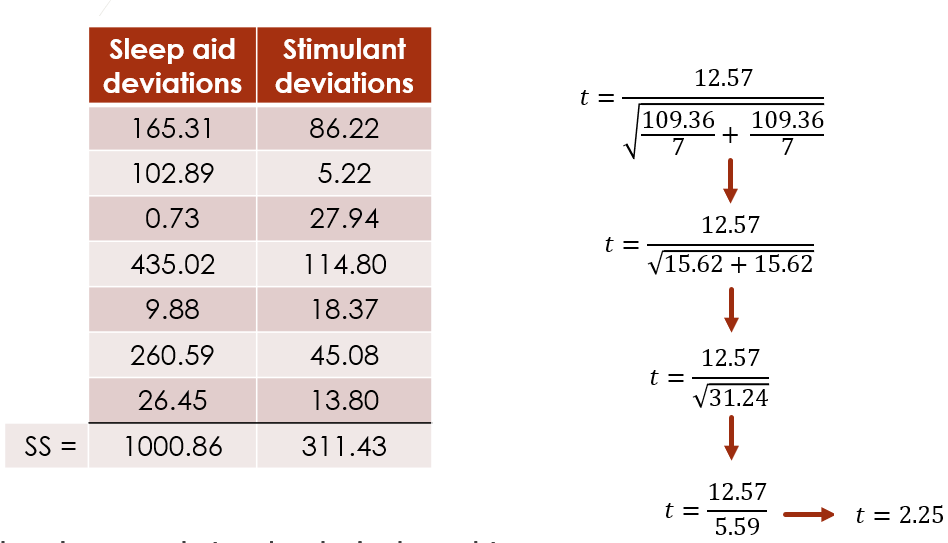 Sleep aid deviations Stimulant deviations
165.31 86.22
102.89 5.22
0.73 27.94
435.02 114.80
9.88 18.37
260.59 45.08
26.45 13.80
SS = 1000.86 311.43
t = 12.57 / √(109.36/7 + 109.36/7)
t = 12.57 / √(15.62 + 15.62)
t = 12.57 / √31.24
t = 12.57 / 5.59
t = 2.25